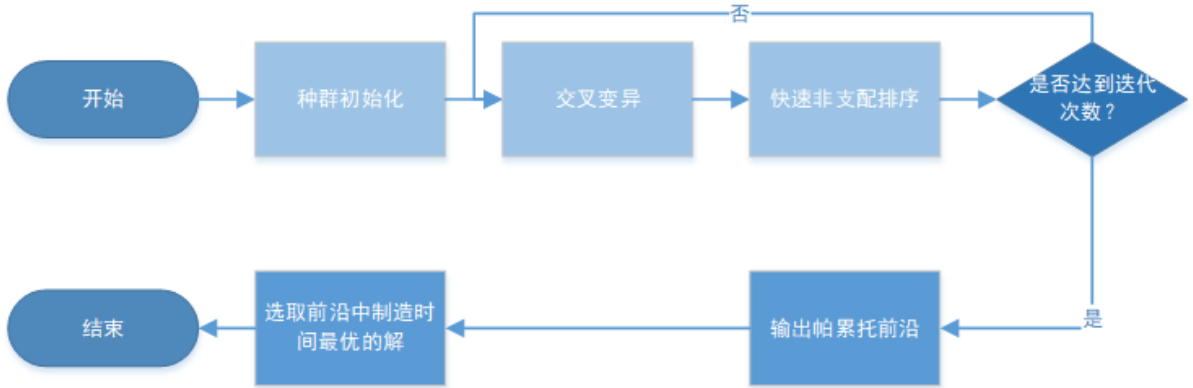 否
开始
种群初始化
交叉变异
快速非支配排序
是否达到迭代
次数？
是
结束
选取前沿中制造时
间最优的解
输出帕累托前沿